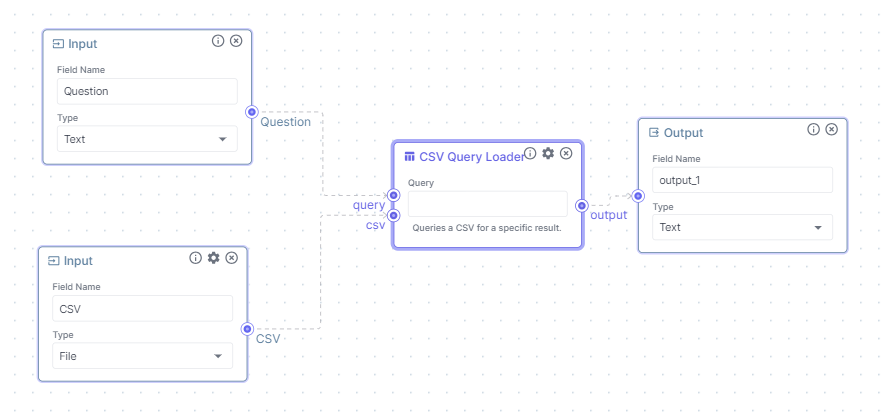 Input
Field Name
Question
Type
Text
Question
Input
Field Name
CSV
Type
File
CSV
CSV Query Loader
Query
query
csv
Queries a CSV for a specific result.
output
Output
Field Name
output_1
Type
Text